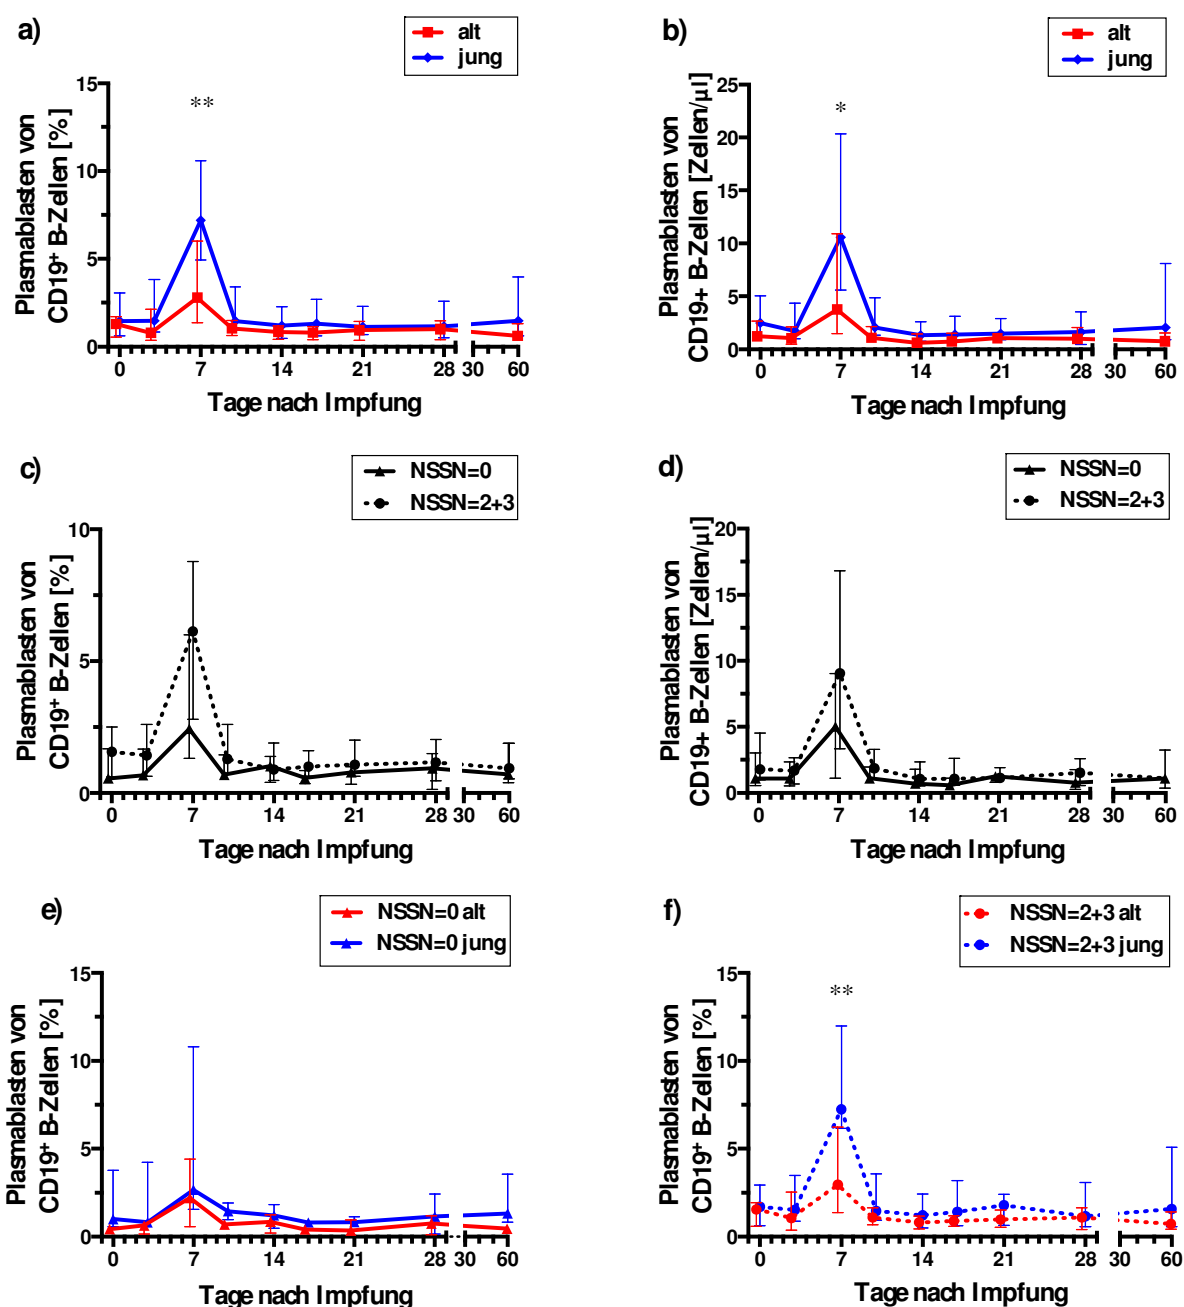 a)
alt
jung
Plasmablasten von
CD19+ B-Zellen [%]
15
10
5
0
**
0 7 14 21 28 30 60
Tage nach Impfung
b)
alt
jung
Plasmablasten von
CD19+ B-Zellen [Zellen/µl]
25
20
15
10
5
0
*
0 7 14 21 28 30 60
Tage nach Impfung
c)
NSSN=0
NSSN=2+3
Plasmablasten von
CD19+ B-Zellen [%]
10
5
0
0 7 14 21 28 30 60
Tage nach Impfung
d)
NSSN=0
NSSN=2+3
Plasmablasten von
CD19+ B-Zellen [Zellen/µl]
20
15
10
5
0
0 7 14 21 28 30 60
Tage nach Impfung
e)
NSSN=0 alt
NSSN=0 jung
Plasmablasten von
CD19+ B-Zellen [%]
15
10
5
0
0 7 14 21 28 30 60
Tage nach Impfung
f)
NSSN=2+3 alt
NSSN=2+3 jung
Plasmablasten von
CD19+ B-Zellen [%]
15
10
5
0
**
0 7 14 21 28 30 60
Tage nach Impfung